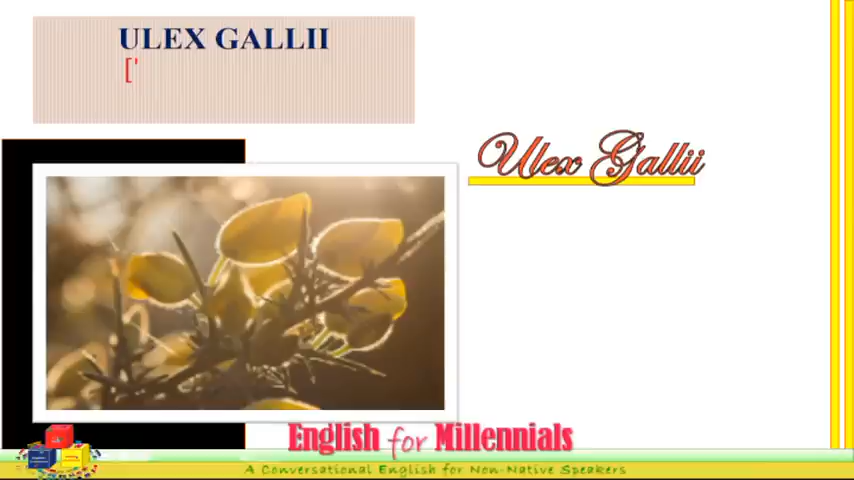 ULEX GALLII
['
Ulex Gallii
English for Millennials
A Conversational English for Non-Native Speakers